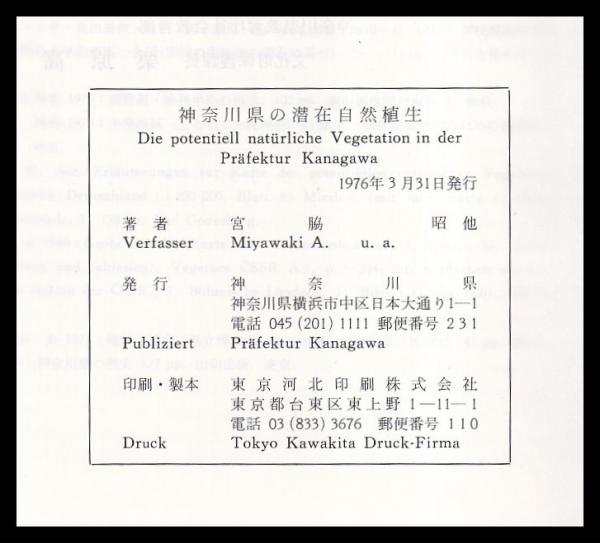 神奈川県の潜在自然植生
Die potentiell natürliche Vegetation in der
Präfektur Kanagawa
1976年3月31日発行
著者 宮脇 昭他
Verfasser Miyawaki A. u. a.
発行 神奈川県
神奈川県横浜市中区日本大通り1—1
電話 045(201)1111 郵便番号 231
Publiziert Präfektur Kanagawa
印刷・製本 東京河北印刷株式会社
東京都台東区東上野 1—11—1
電話 03(833)3676 郵便番号 110
Druck Tokyo Kawakita Druck-Firma